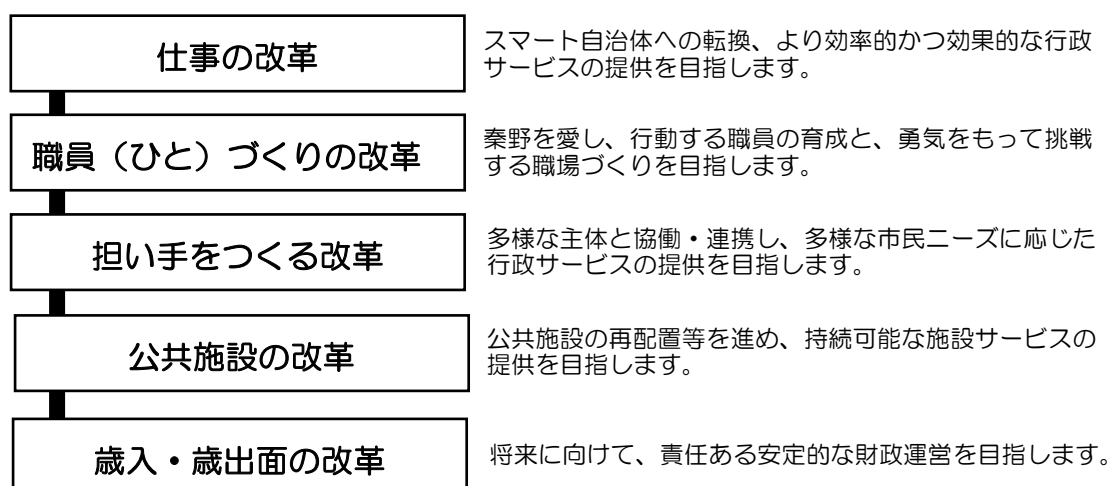 仕事の改革
スマート自治体への転換、より効率的かつ効果的な行政
サービスの提供を目指します。
職員（ひと）づくりの改革
秦野を愛し、行動する職員の育成と、勇気をもって挑戦
する職場づくりを目指します。
担い手をつくる改革
多様な主体と協働・連携し、多様な市民ニーズに応じた
行政サービスの提供を目指します。
公共施設の改革
公共施設の再配置等を進め、持続可能な施設サービスの
提供を目指します。
歳入・歳出面の改革
将来に向けて、責任ある安定的な財政運営を目指します。